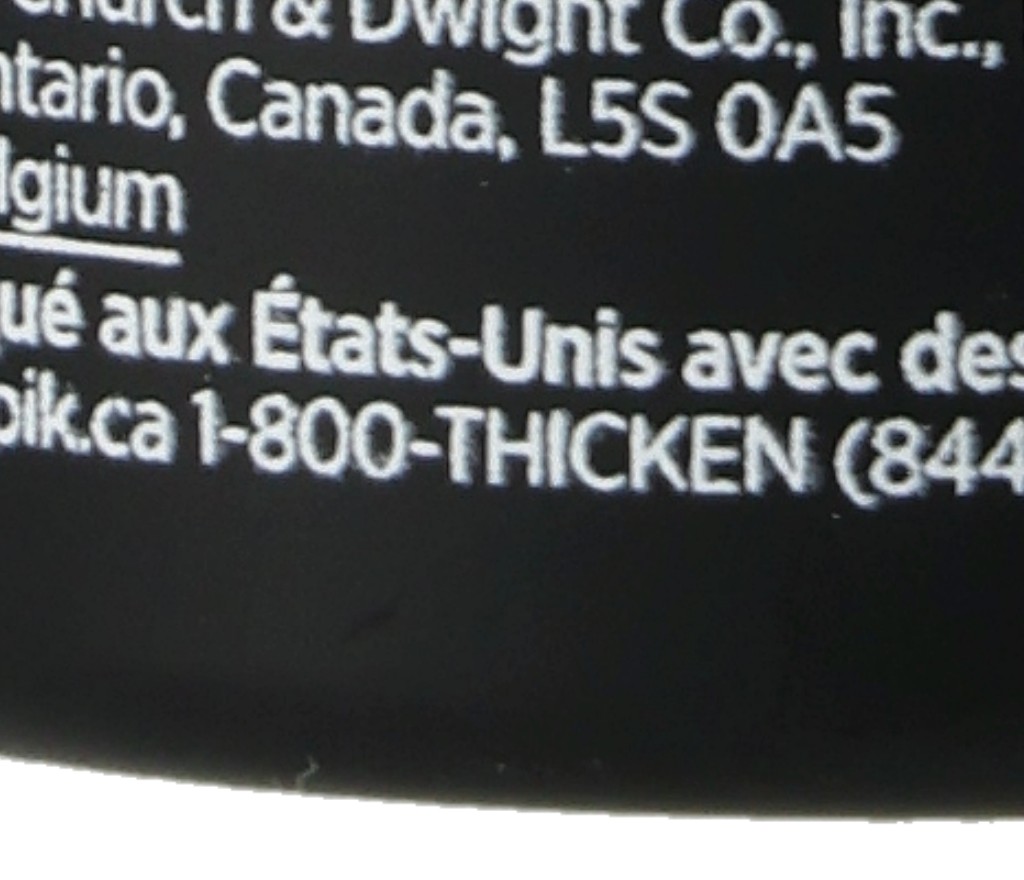 Church & Dwight Co., Inc.,
ntario, Canada, L5S 0A5
lgium
ué aux États-Unis avec des
oik.ca 1-800-THICKEN (844